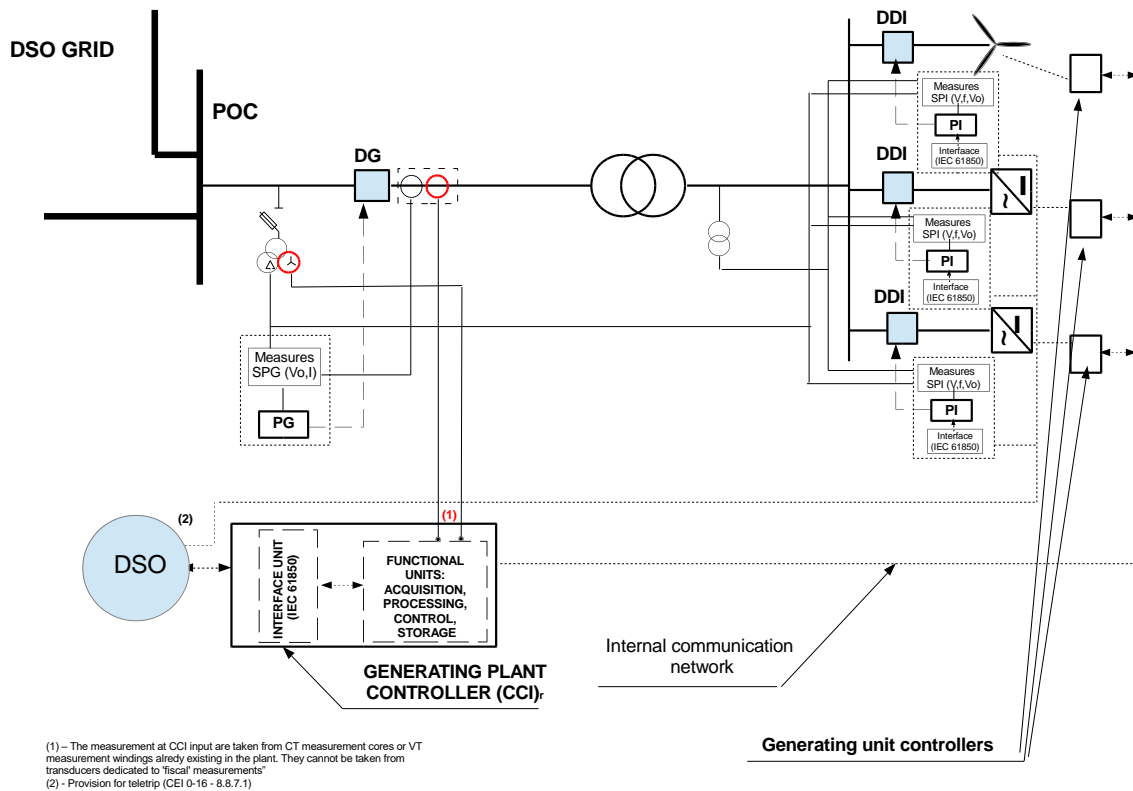 DSO GRID
POC
DG
DDI
Measures
SPI (V,f,Vo)
PI
Interfaace
(IEC 61850)
DDI
Measures
SPI (V,f,Vo)
PI
Interface
(IEC 61850)
DDI
Measures
SPI (V,f,Vo)
PI
Interface
(IEC 61850)
Measures
SPG (Vo,I)
PG
(2)
DSO
(1)
INTERFACE UNIT
(IEC 61850)
FUNCTIONAL
UNITS:
ACQUISITION,
PROCESSING,
CONTROL,
STORAGE
GENERATING PLANT
CONTROLLER (CCI)r
Internal communication
network
Generating unit controllers
(1) – The measurement at CCI input are taken from CT measurement cores or VT
measurement windings alredy existing in the plant. They cannot be taken from
transducers dedicated to 'fiscal' measurements"
(2) - Provision for teletrip (CEI 0-16 - 8.8.7.1)